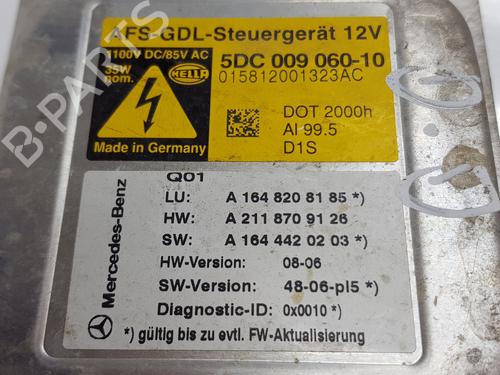 AFS-GDL-Steuergerät 12V
1100V DC/85V AC
35W nom.
HELLA
5DC 009 060-10
015812001323AC
DOT 2000h
Al 99.5
D1S
Made in Germany
Q01
Mercedes-Benz
LU: A 164 820 81 85 *)
HW: A 211 870 91 26
SW: A 164 442 02 03 *)
HW-Version: 08-06
SW-Version: 48-06-pl5 *)
Diagnostic-ID: 0x0010 *)
*) gültig bis zu evtl. FW-Aktualisierung
B-PARTS